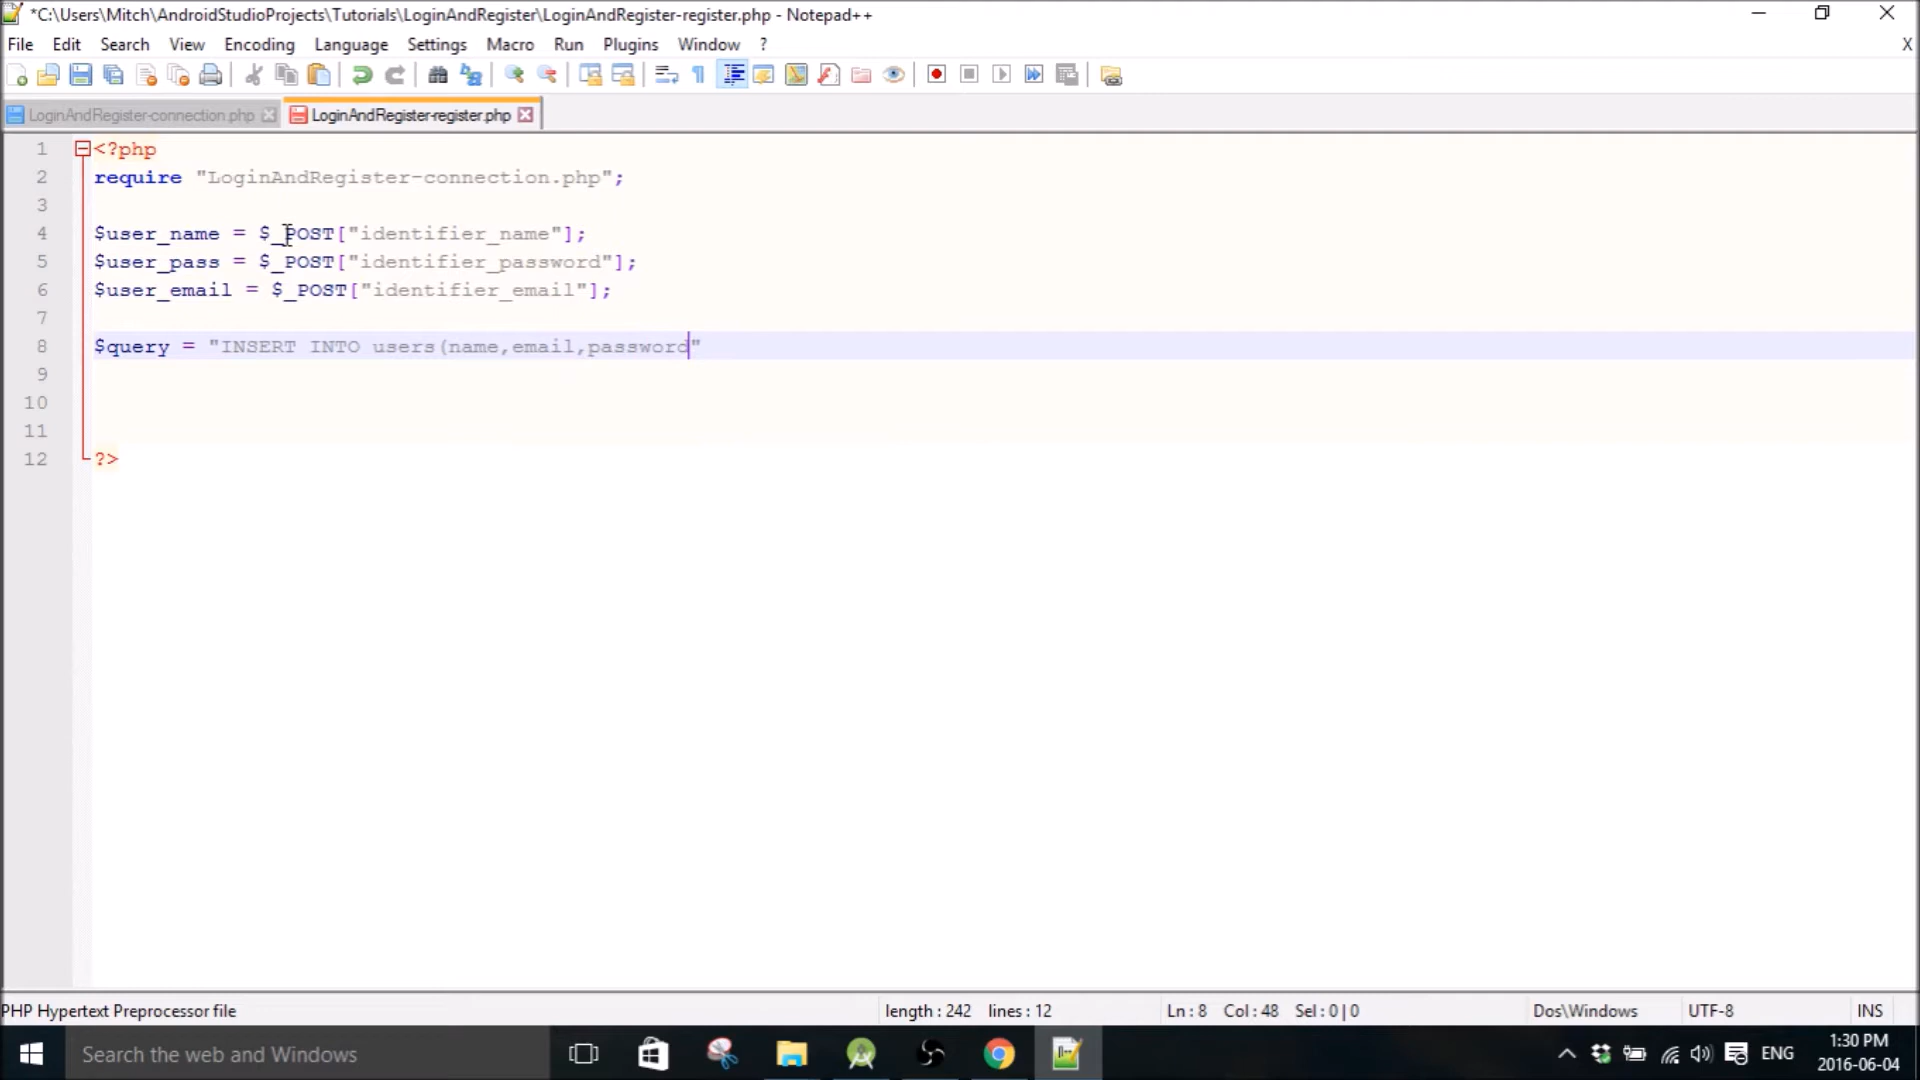 *C:\Users\Mitch\AndroidStudioProjects\Tutorials\LoginAndRegister\LoginAndRegister-register.php - Notepad++
File Edit Search View Encoding Language Settings Macro Run Plugins Window ? X
LoginAndRegister-connection.php LoginAndRegister-register.php
1 <?php
2 require "LoginAndRegister-connection.php";
3
4 $user_name = $_POST["identifier_name"];
5 $user_pass = $_POST["identifier_password"];
6 $user_email = $_POST["identifier_email"];
7
8 $query = "INSERT INTO users(name,email,password"
9
10
11
12 ?>
PHP Hypertext Preprocessor file length : 242 lines : 12 Ln : 8 Col : 48 Sel : 0 | 0 Dos\Windows UTF-8 INS
Search the web and Windows ENG 1:30 PM
2016-06-04